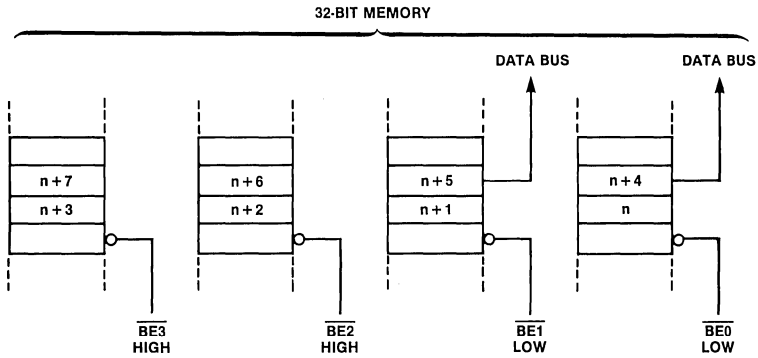 32-BIT MEMORY
DATA BUS DATA BUS
n+7 n+6 n+5 n+4
n+3 n+2 n+1 n
BE3 BE2 BE1 BE0
HIGH HIGH LOW LOW